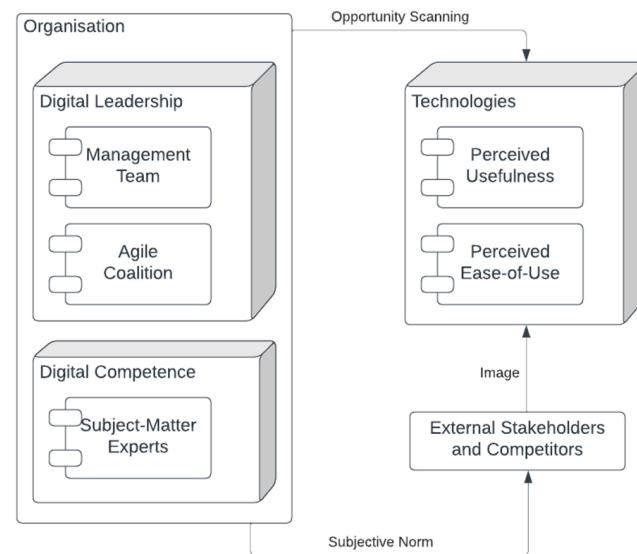 Organisation
Opportunity Scanning
Digital Leadership
Management
Team
Agile
Coalition
Technologies
Perceived
Usefulness
Perceived
Ease-of-Use
Digital Competence
Subject-Matter
Experts
Image
External Stakeholders
and Competitors
Subjective Norm